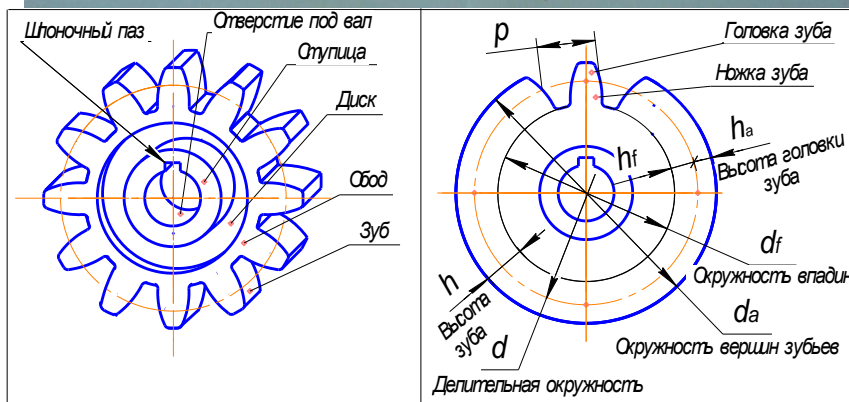 Шпоночный паз
Отверстие под вал
Ступица
Диск
Обод
Зуб
p
Головка зуба
Ножка зуба
ha
hf
Высота головки
зуба
df
Окружность впадин
h
Высота
зуба
da
Окружность вершин зубьев
d
Делительная окружность